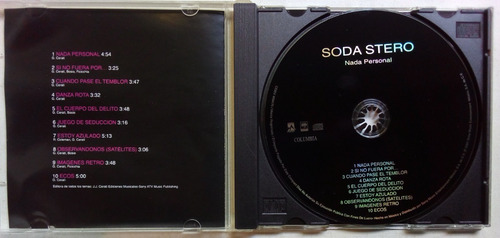 1 NADA PERSONAL 4:54
G. Cerati
2 SI NO FUERA POR... 3:25
G. Cerati, Bosio, Ficicchia
3 CUANDO PASE EL TEMBLOR 3:48
G. Cerati
4 DANZA ROTA 3:32
G. Cerati
5 EL CUERPO DEL DELITO 3:48
G. Cerati, Bosio
6 JUEGO DE SEDUCCION 3:16
G. Cerati
7 ESTOY AZULADO 5:20
G. Cerati
8 OBSERVANDONOS (SATÉLITES) 3:06
G. Cerati, Bosio
9 IMAGENES RETRO 3:48
G. Cerati, Ficicchia
10 ECOS 5:00
G. Cerati
SODA STERO
Nada Personal
COLUMBIA
1 NADA PERSONAL
2 SI NO FUERA POR...
3 CUANDO PASE EL TEMBLOR
4 DANZA ROTA
5 EL CUERPO DEL DELITO
6 JUEGO DE SEDUCCION
7 ESTOY AZULADO
8 OBSERVANDONOS (SATELITES)
9 IMAGENES RETRO
10 ECOS